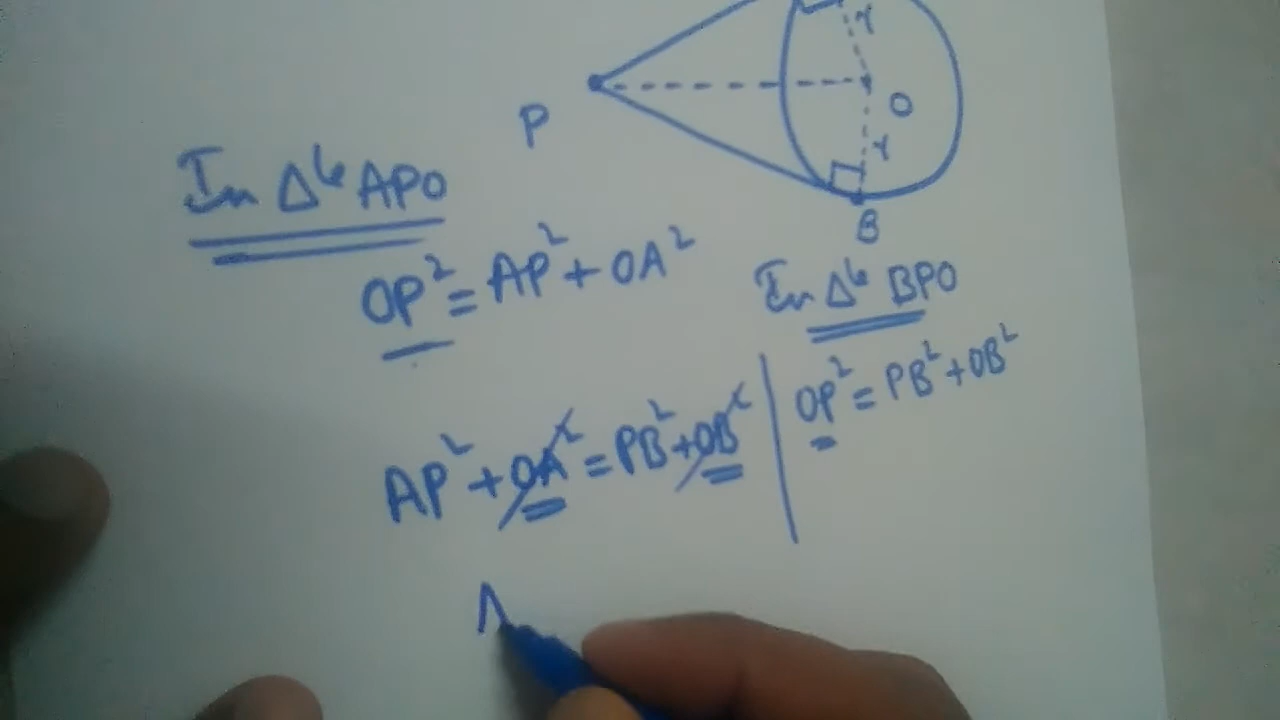 r
P
O
r
B
In Δle APO
OP² = AP² + OA²
In Δle BPO
OP² = PB² + OB²
AP² + OA² = PB² + OB²
A